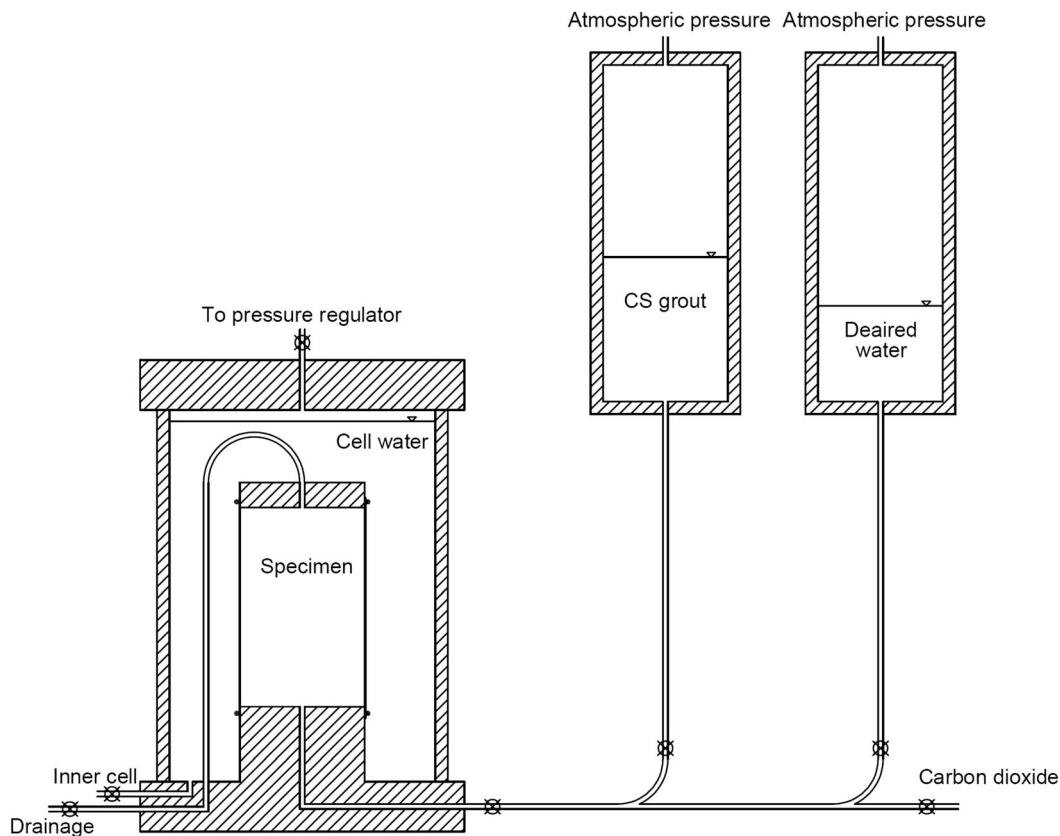 Atmospheric pressure
Atmospheric pressure
CS grout
Deaired
water
To pressure regulator
Cell water
Specimen
Inner cell
Drainage
Carbon dioxide